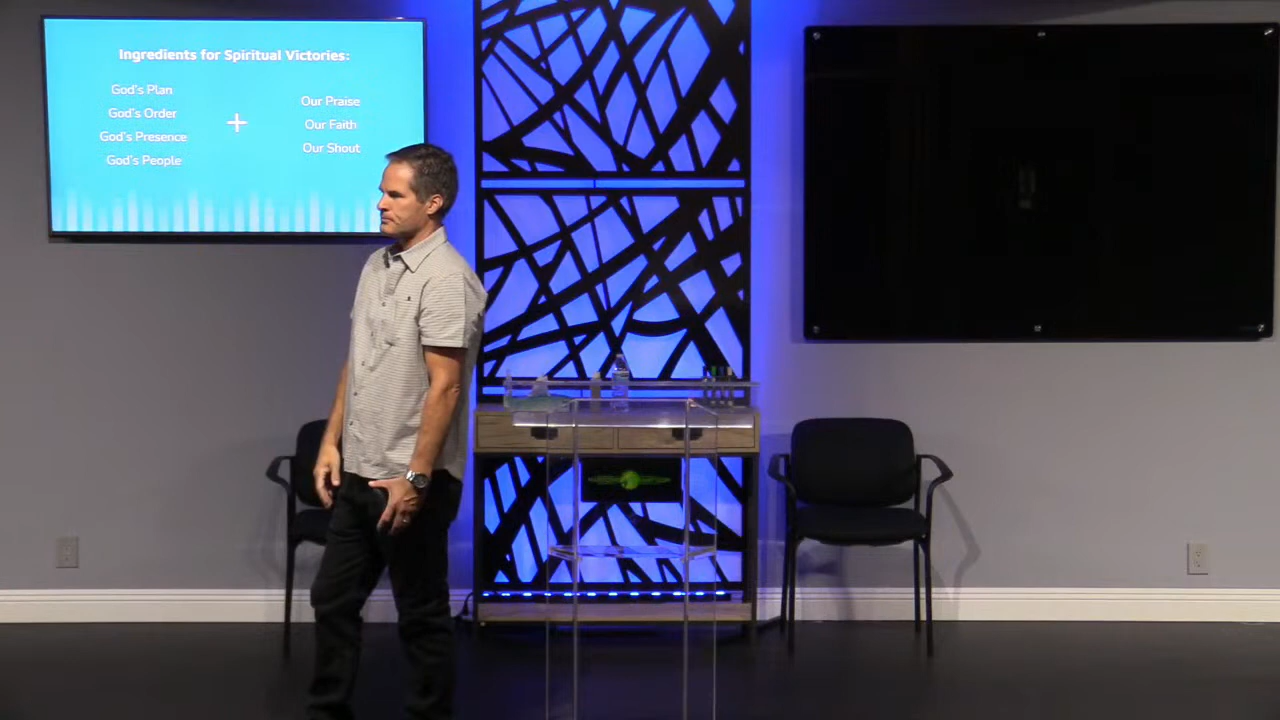 Ingredients for Spiritual Victories:
God's Plan
God's Order
God's Presence
God's People
+
Our Praise
Our Faith
Our Shout